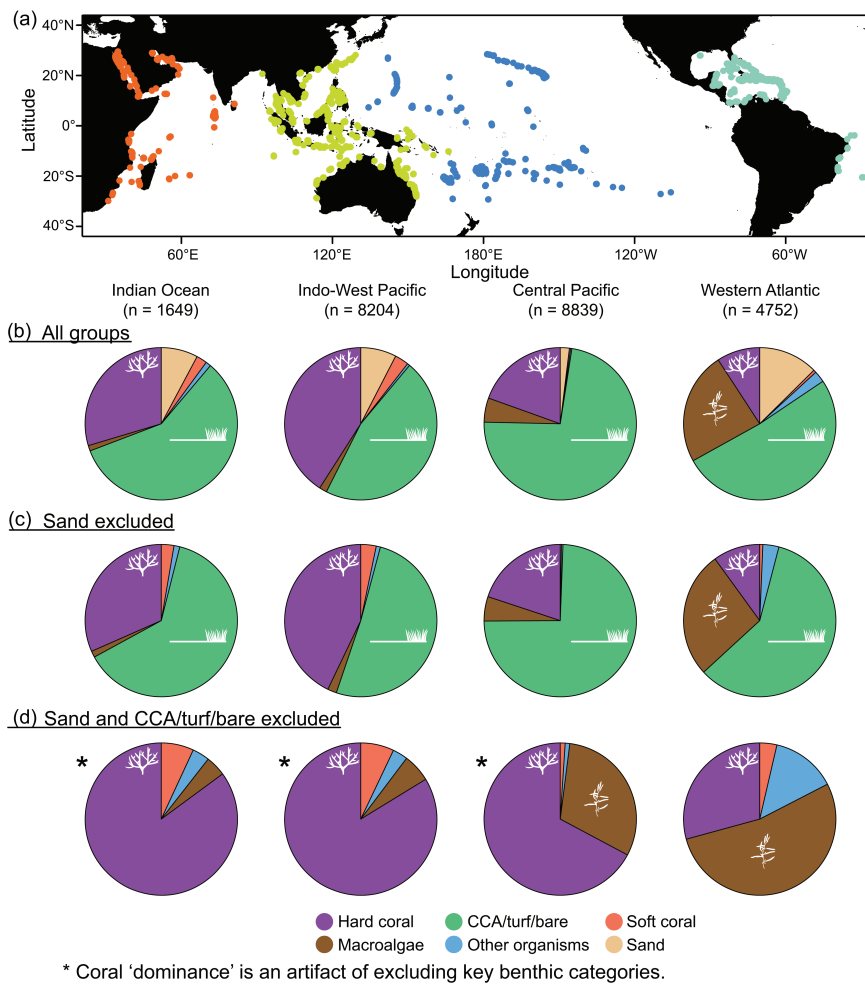 (a)
40°N
20°N
0°
20°S
40°S
Latitude
60°E 120°E 180°E 120°W 60°W
Longitude
Indian Ocean Indo-West Pacific Central Pacific Western Atlantic
(n = 1649) (n = 8204) (n = 8839) (n = 4752)
(b) All groups
(c) Sand excluded
(d) Sand and CCA/turf/bare excluded
* * *
Hard coral CCA/turf/bare Soft coral
Macroalgae Other organisms Sand
* Coral ‘dominance’ is an artifact of excluding key benthic categories.